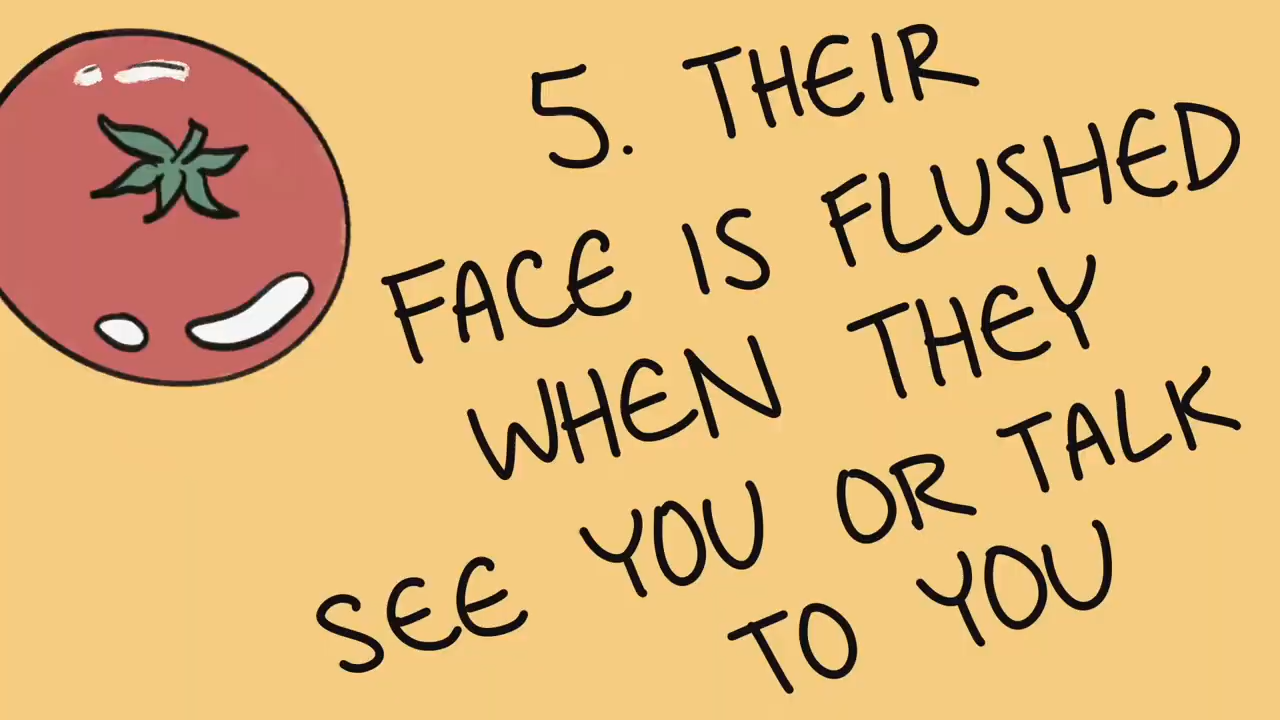 5. THEIR
FACE IS FLUSHED
WHEN THEY
SEE YOU OR TALK
TO YOU